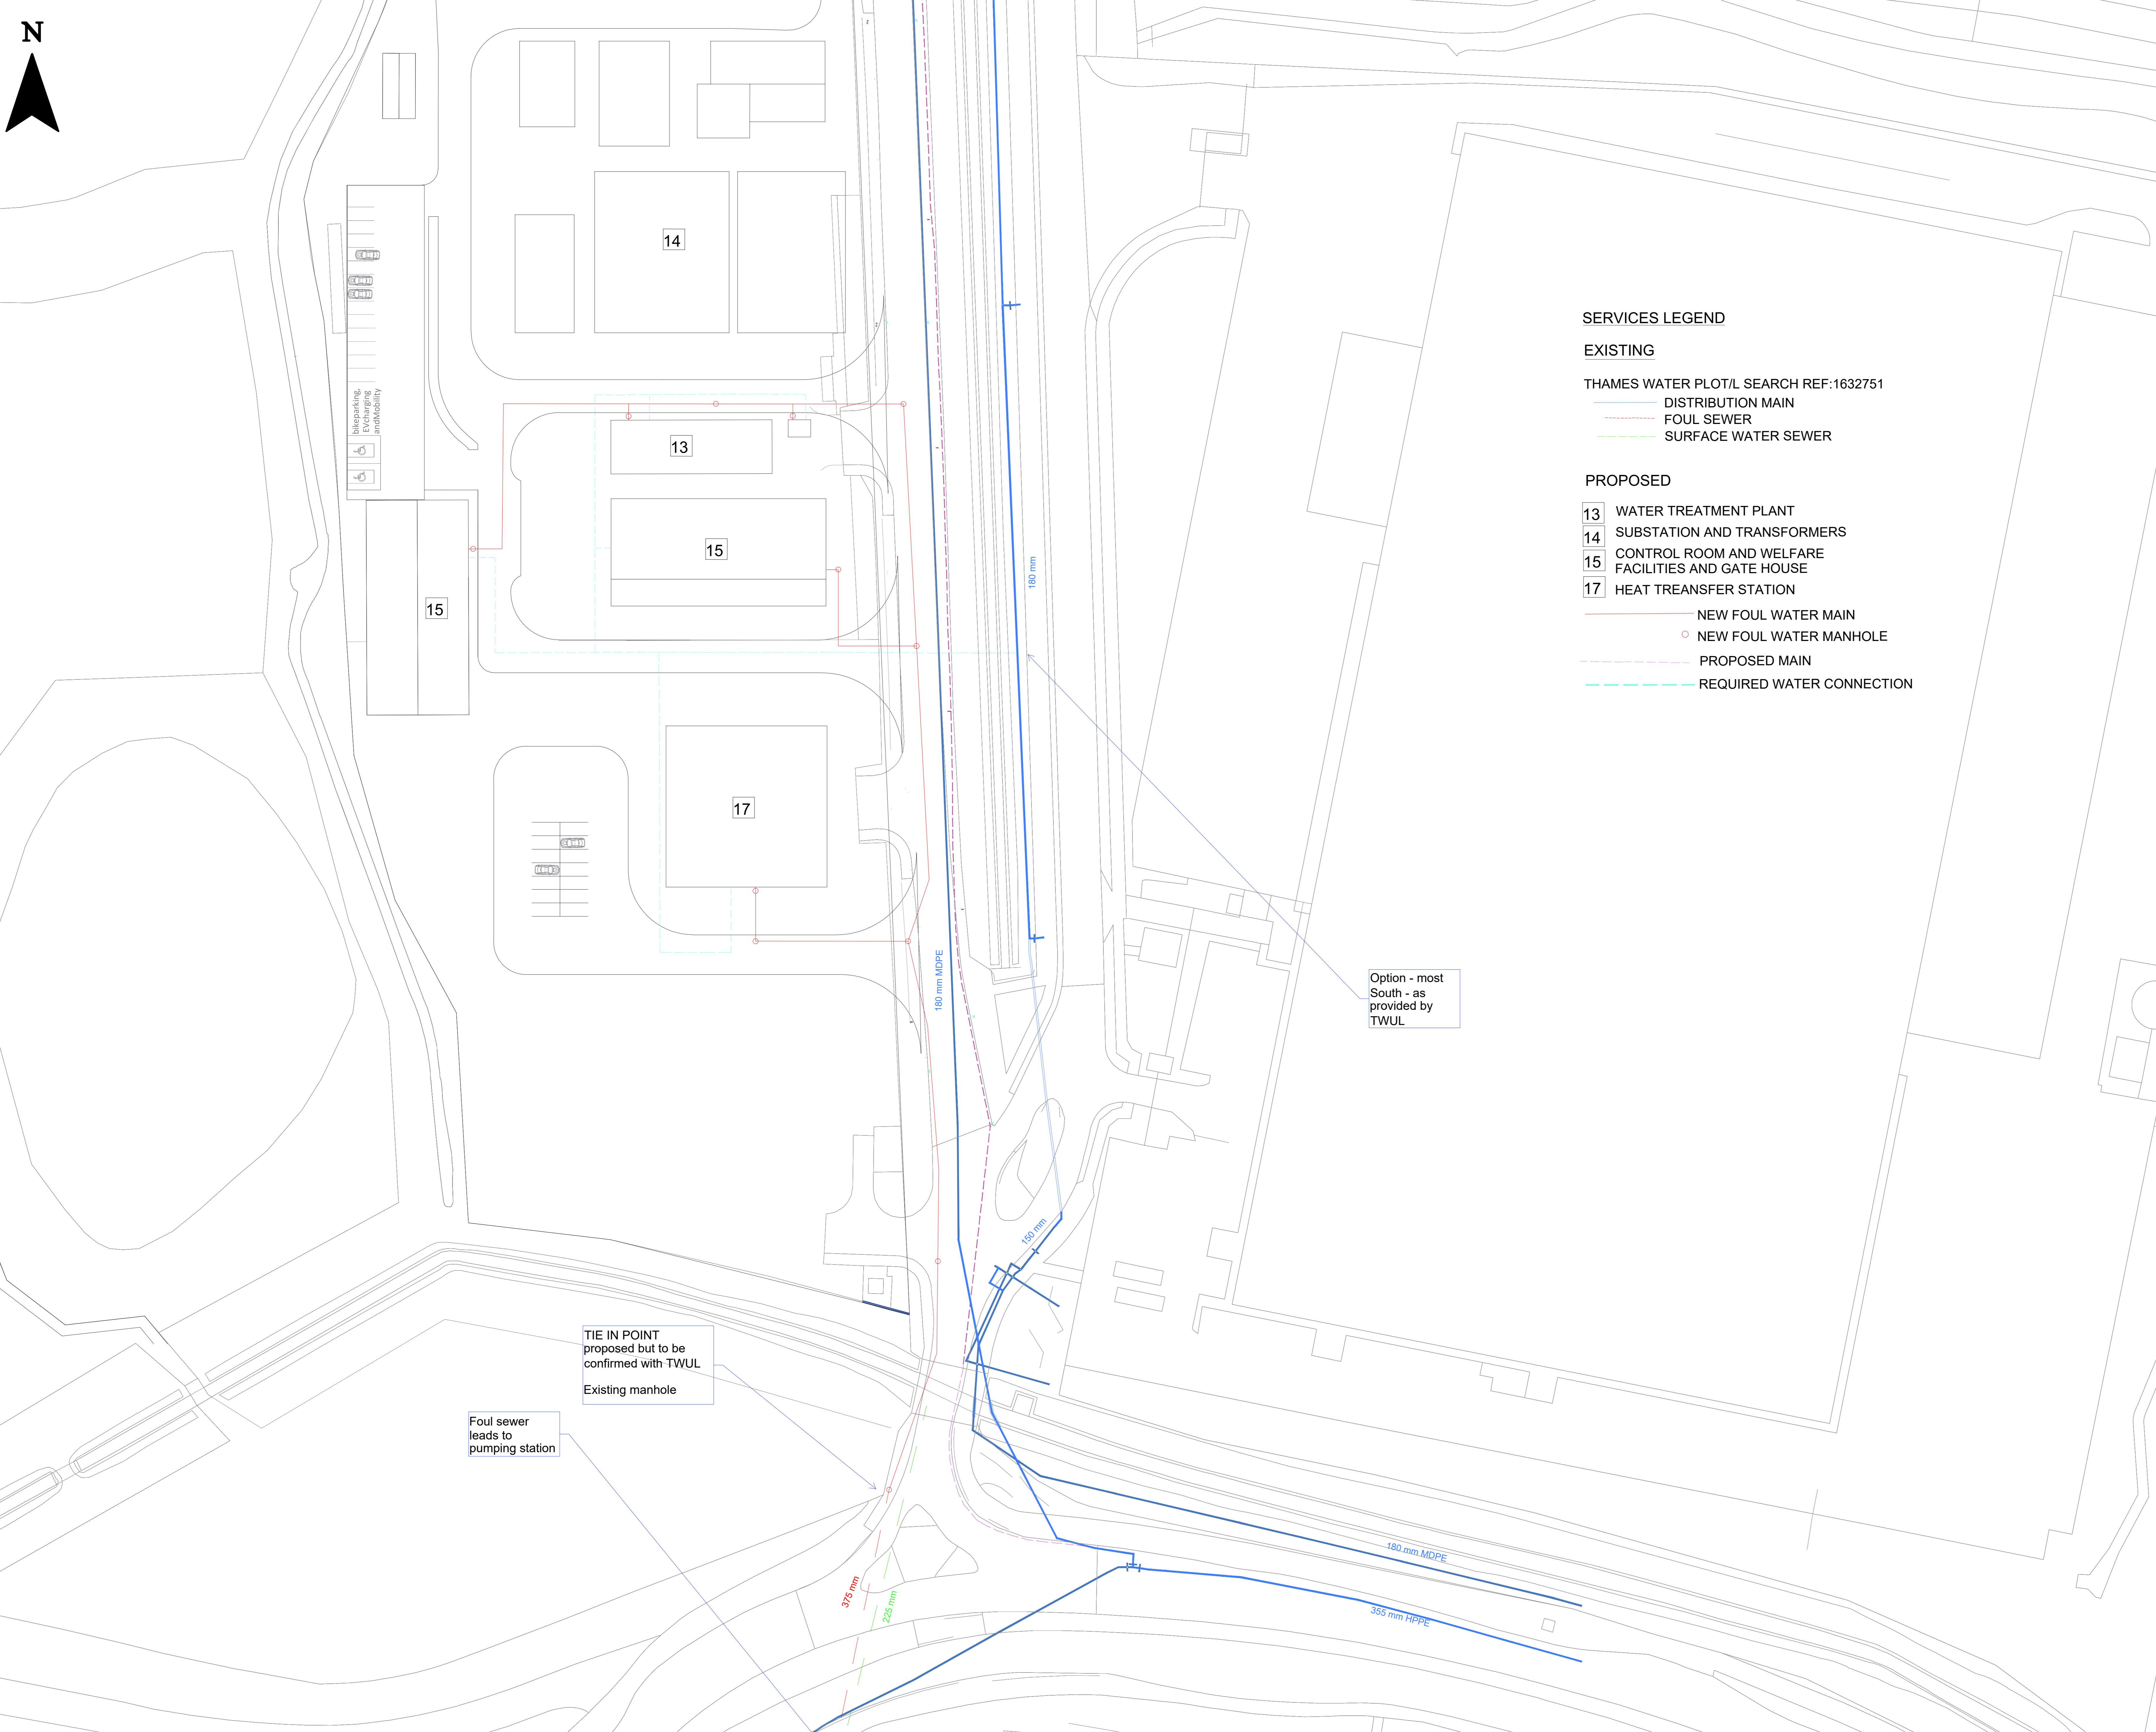 N
14
bikeparking,
EVcharging
andMobility
13
15
15
17
180 mm
180 mm MDPE
150 mm
SERVICES LEGEND
EXISTING
THAMES WATER PLOT/L SEARCH REF:1632751
DISTRIBUTION MAIN
FOUL SEWER
SURFACE WATER SEWER
PROPOSED
13 WATER TREATMENT PLANT
14 SUBSTATION AND TRANSFORMERS
15 CONTROL ROOM AND WELFARE
FACILITIES AND GATE HOUSE
17 HEAT TREANSFER STATION
NEW FOUL WATER MAIN
NEW FOUL WATER MANHOLE
PROPOSED MAIN
REQUIRED WATER CONNECTION
Option - most
South - as
provided by
TWUL
TIE IN POINT
proposed but to be
confirmed with TWUL
Existing manhole
Foul sewer
leads to
pumping station
375 mm
225 mm
180 mm MDPE
355 mm HPPE